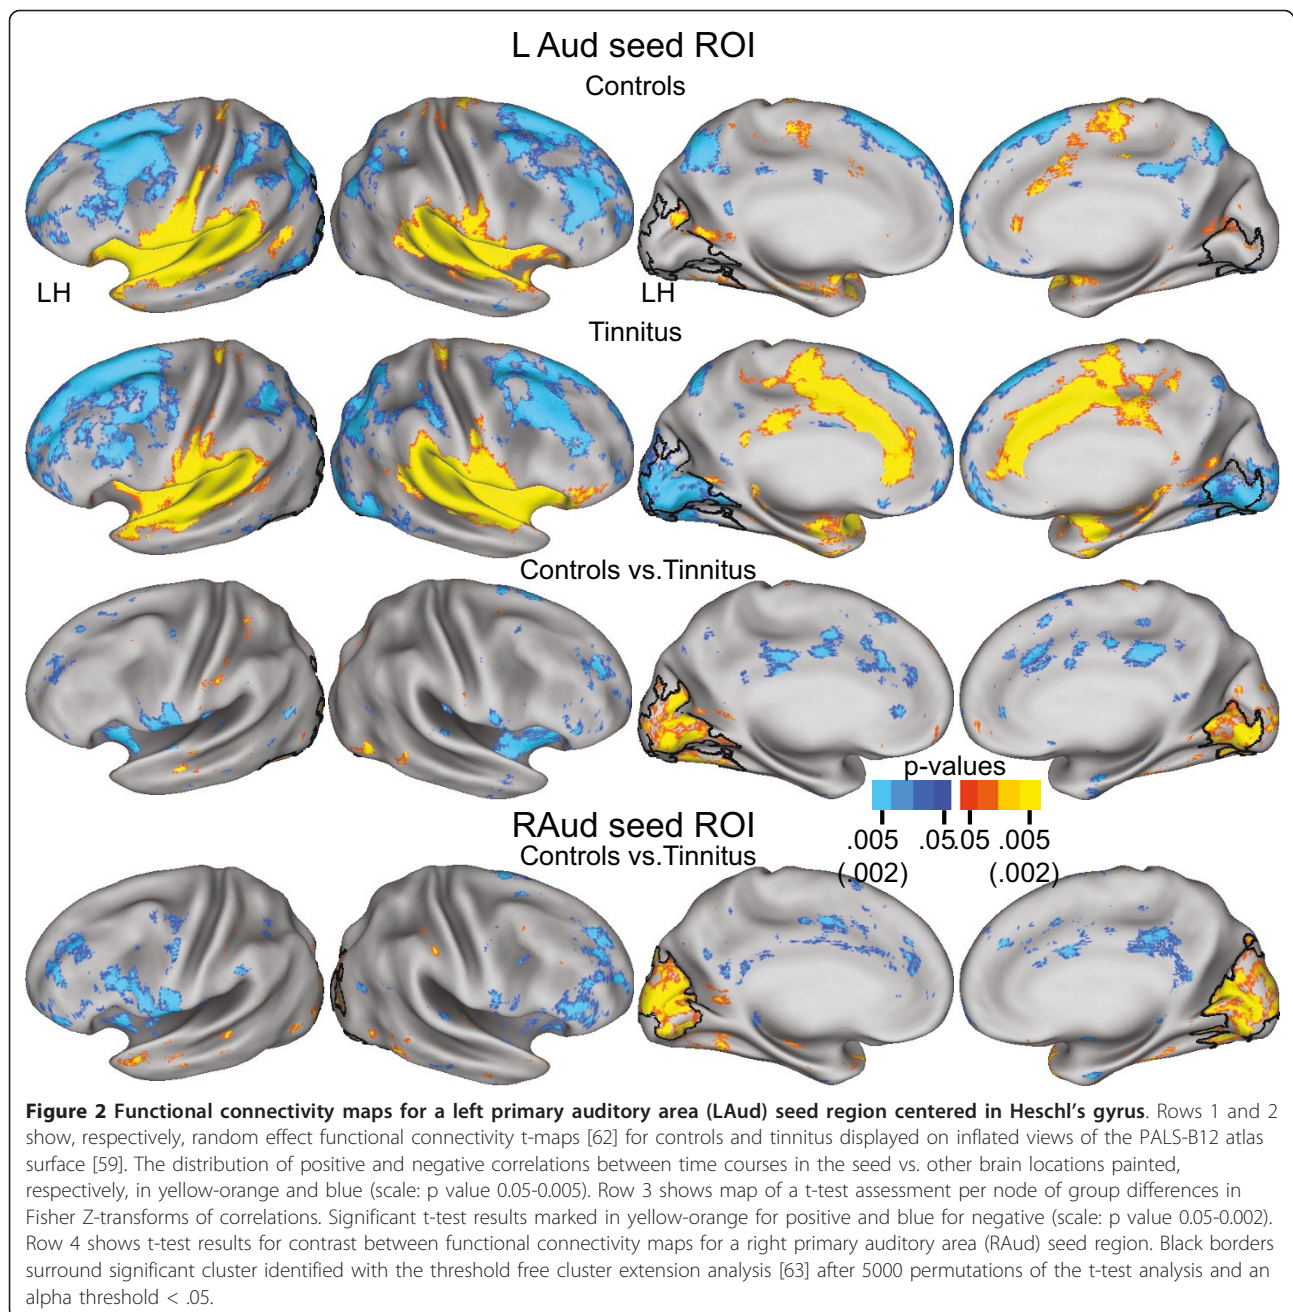 L Aud seed ROI
Controls
LH LH
Tinnitus
Controls vs.Tinnitus
p-values
.005 .05 .05 .005
(.002) (.002)
RAud seed ROI
Controls vs.Tinnitus
Figure 2 Functional connectivity maps for a left primary auditory area (LAud) seed region centered in Heschl's gyrus. Rows 1 and 2
show, respectively, random effect functional connectivity t-maps [62] for controls and tinnitus displayed on inflated views of the PALS-B12 atlas
surface [59]. The distribution of positive and negative correlations between time courses in the seed vs. other brain locations painted,
respectively, in yellow-orange and blue (scale: p value 0.05-0.005). Row 3 shows map of a t-test assessment per node of group differences in
Fisher Z-transforms of correlations. Significant t-test results marked in yellow-orange for positive and blue for negative (scale: p value 0.05-0.002).
Row 4 shows t-test results for contrast between functional connectivity maps for a right primary auditory area (RAud) seed region. Black borders
surround significant cluster identified with the threshold free cluster extension analysis [63] after 5000 permutations of the t-test analysis and an
alpha threshold < .05.